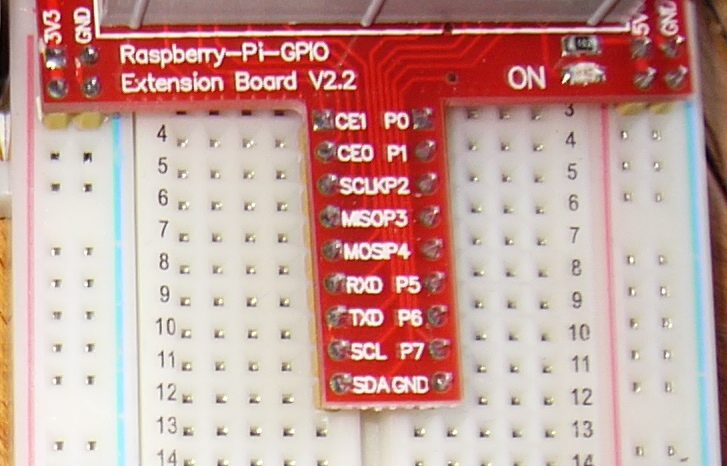 3V3 GND 5V GND
Raspberry-Pi-GPIO
Extension Board V2.2
ON
CE1 P0
CE0 P1
SCLK P2
MISO P3
MOSI P4
RXD P5
TXD P6
SCL P7
SDA GND
4
5
6
7
8
9
10
11
12
13
14
3
4
5
6
7
8
9
10
11
12
13
14